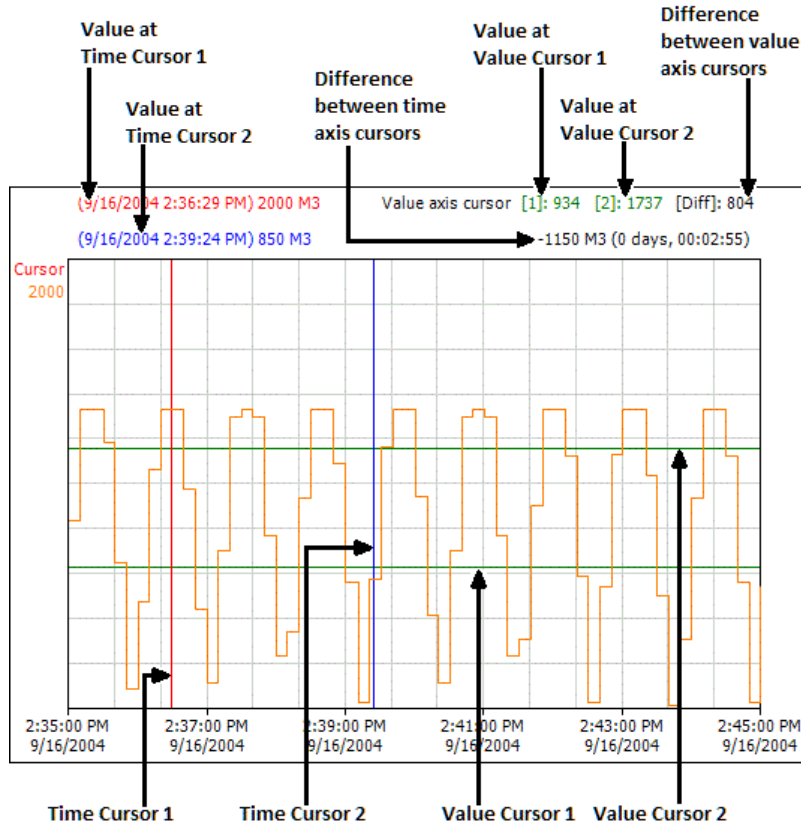 Value at
Time Cursor 1
Value at
Time Cursor 2
Difference
between time
axis cursors
Value at
Value Cursor 1
Value at
Value Cursor 2
Difference
between value
axis cursors
(9/16/2004 2:36:29 PM) 2000 M3
Value axis cursor [1]: 934 [2]: 1737 [Diff]: 804
(9/16/2004 2:39:24 PM) 850 M3
-1150 M3 (0 days, 00:02:55)
Cursor
2000
2:35:00 PM
9/16/2004
2:37:00 PM
9/16/2004
2:39:00 PM
9/16/2004
2:41:00 PM
9/16/2004
2:43:00 PM
9/16/2004
2:45:00 PM
9/16/2004
Time Cursor 1
Time Cursor 2
Value Cursor 1
Value Cursor 2